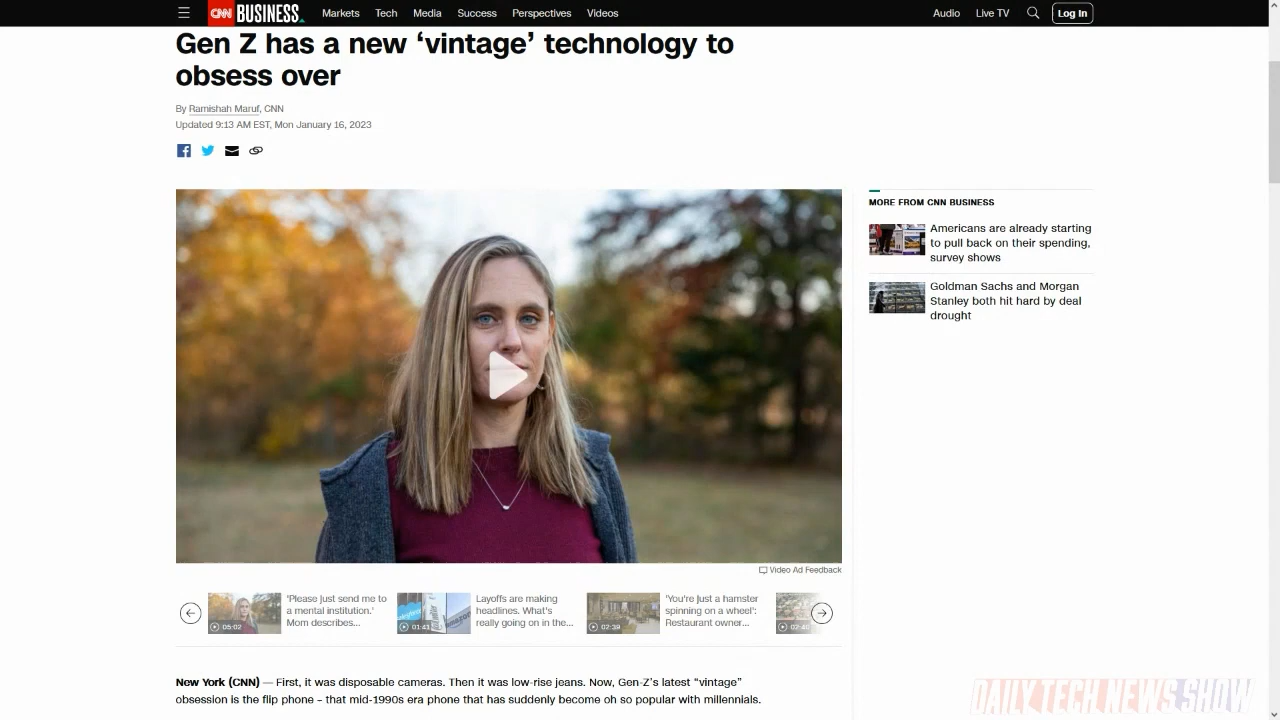 CNN BUSINESS Markets Tech Media Success Perspectives Videos Audio Live TV Log In
Gen Z has a new ‘vintage’ technology to
obsess over
By Ramishah Maruf, CNN
Updated 9:13 AM EST, Mon January 16, 2023
MORE FROM CNN BUSINESS
Americans are already starting
to pull back on their spending,
survey shows
Goldman Sachs and Morgan
Stanley both hit hard by deal
drought
Video Ad Feedback
'Please just send me to
a mental institution.'
Mom describes...
05:02
Layoffs are making
headlines. What's
really going on in the...
01:41
amazon
'You're just a hamster
spinning on a wheel':
Restaurant owner...
02:39
02:40
New York (CNN) — First, it was disposable cameras. Then it was low-rise jeans. Now, Gen-Z’s latest “vintage”
obsession is the flip phone – that mid-1990s era phone that has suddenly become oh so popular with millennials.
DAILY TECH NEWS SHOW